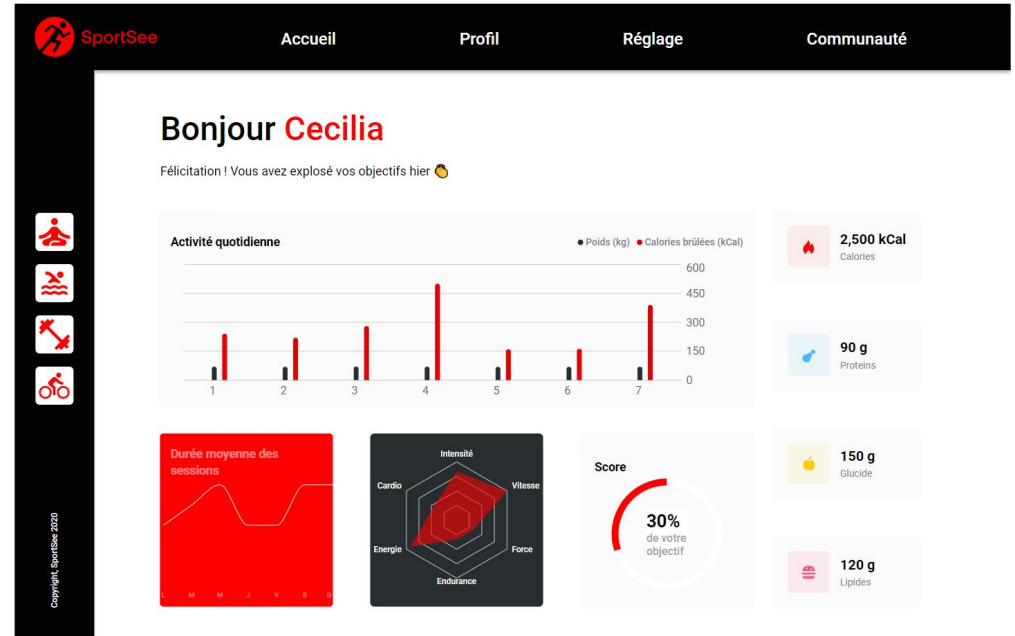 SportSee
Accueil
Profil
Réglage
Communauté
Bonjour Cecilia
Félicitation ! Vous avez explosé vos objectifs hier 👏
Activité quotidienne
Poids (kg)
Calories brûlées (kCal)
600
450
300
150
0
1
2
3
4
5
6
7
2,500 kCal
Calories
90 g
Proteins
150 g
Glucide
120 g
Lipides
Durée moyenne des
sessions
L
M
M
J
V
S
D
Intensité
Vitesse
Force
Endurance
Energie
Cardio
Score
30%
de votre
objectif
Copyright, SportSee 2020